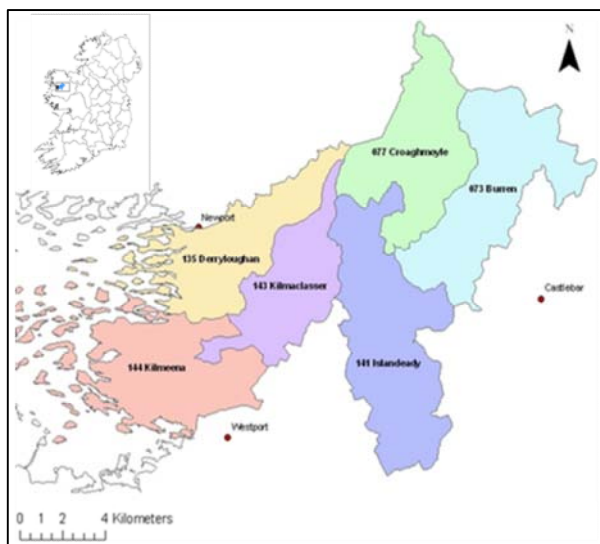 N
077 Croaghmoyle
073 Burren
Newport
135 Derryloughan
143 Kilmaclasser
Castlebar
144 Kilmeena
141 Islandeady
Westport
0 1 2 4 Kilometers